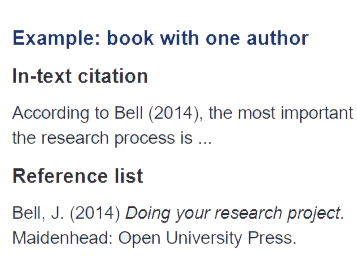 Example: book with one author
In-text citation
According to Bell (2014), the most important
the research process is ...
Reference list
Bell, J. (2014) Doing your research project.
Maidenhead: Open University Press.